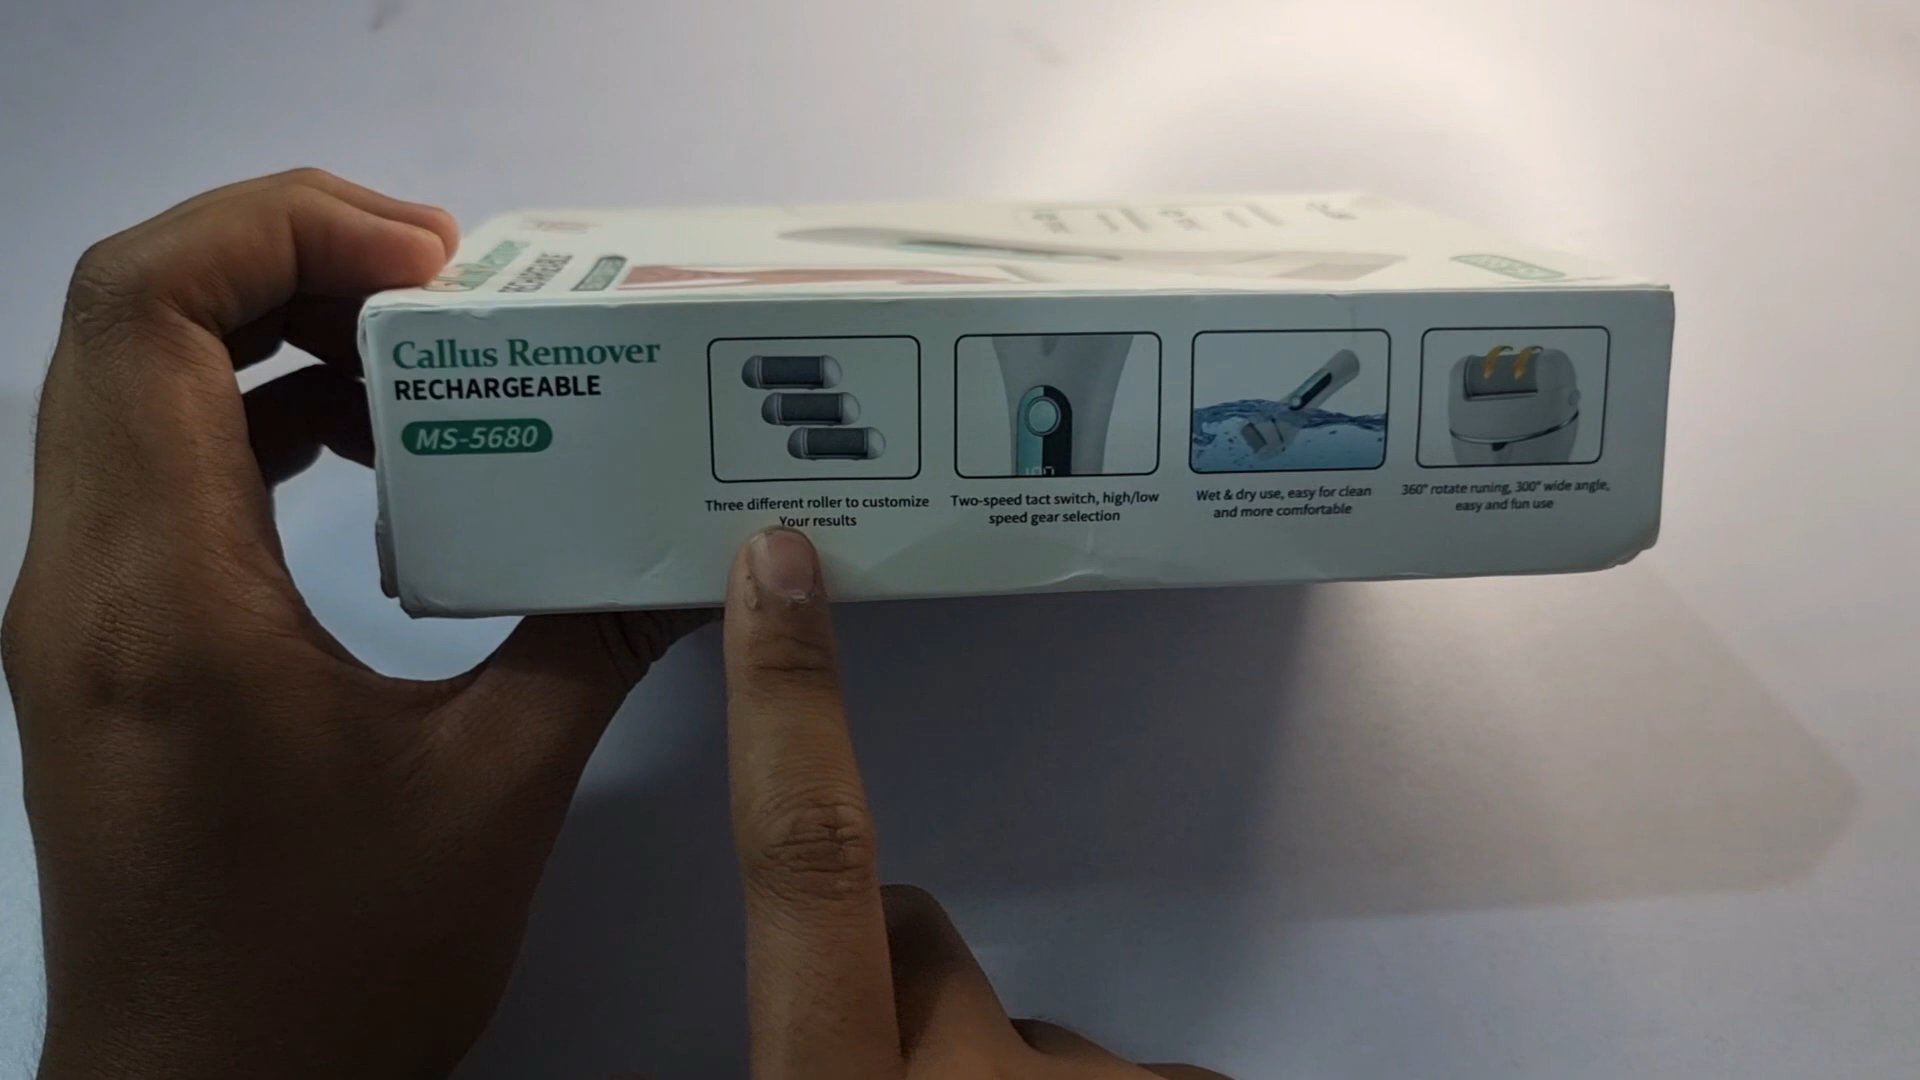 RECHARGEABLE
Callus Remover
RECHARGEABLE
MS-5680
Three different roller to customize
Your results
Two-speed tact switch, high/low
speed gear selection
Wet & dry use, easy for clean
and more comfortable
360° rotate runing, 300° wide angle,
easy and fun use